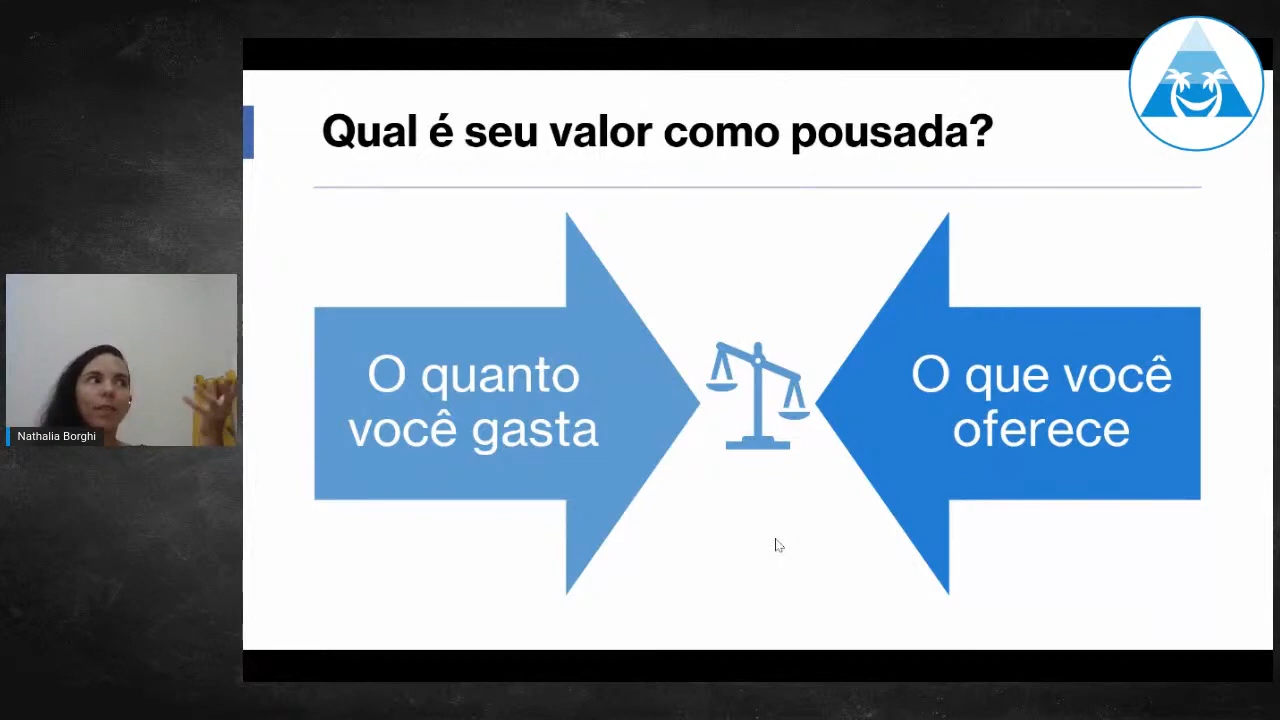 Qual é seu valor como pousada?
O quanto
você gasta
O que você
oferece
Nathalia Borghi